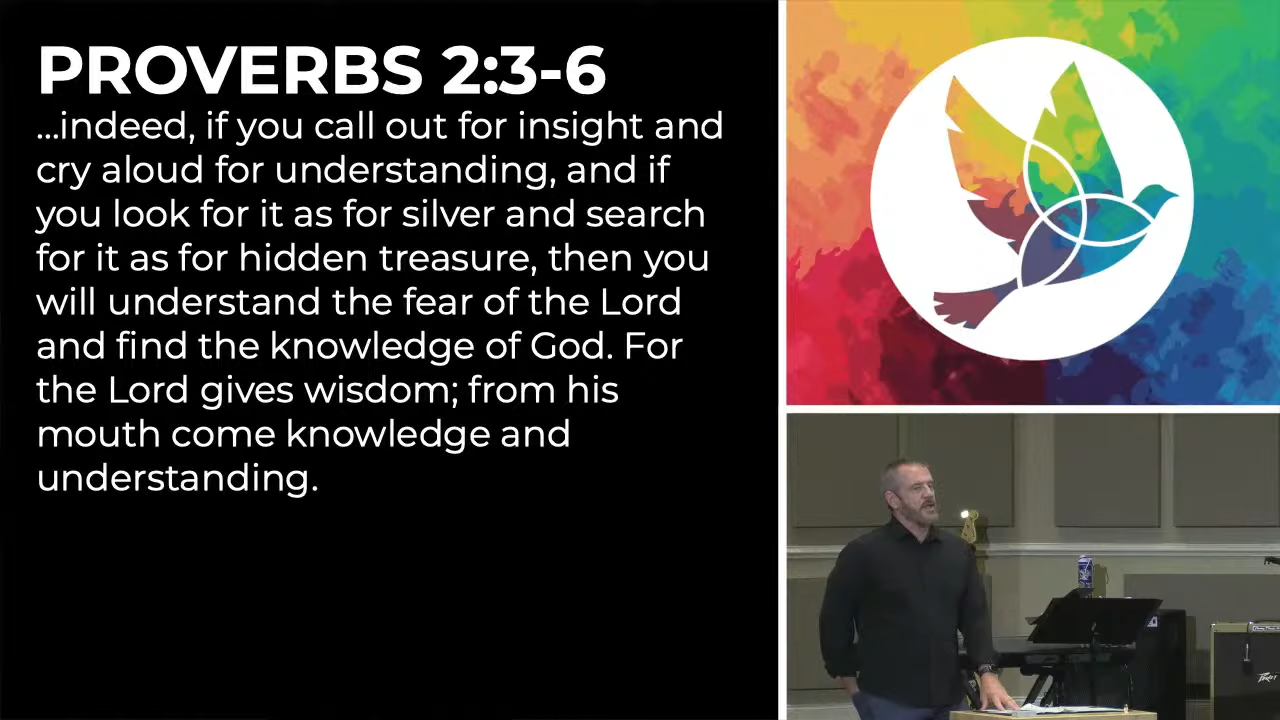 PROVERBS 2:3-6
...indeed, if you call out for insight and
cry aloud for understanding, and if
you look for it as for silver and search
for it as for hidden treasure, then you
will understand the fear of the Lord
and find the knowledge of God. For
the Lord gives wisdom; from his
mouth come knowledge and
understanding.
Peavey